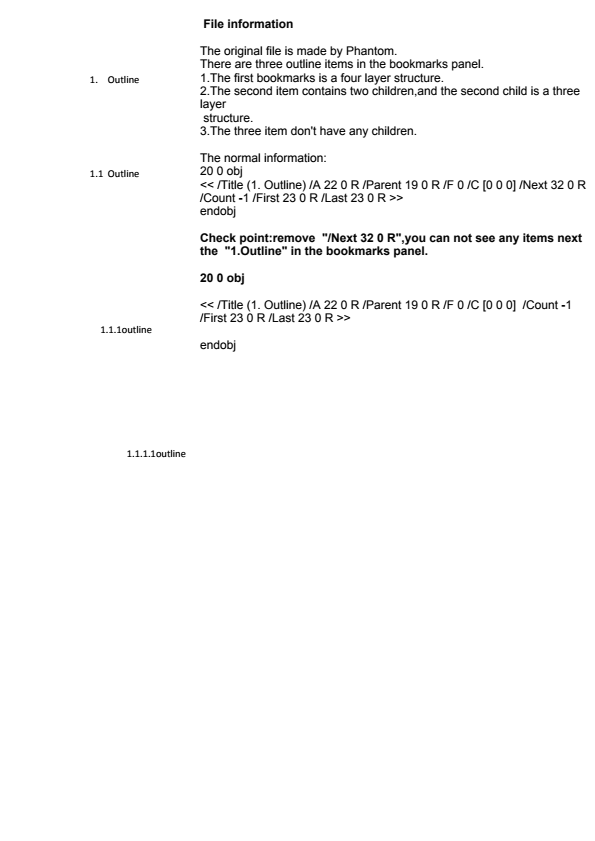 File information
The original file is made by Phantom.
There are three outline items in the bookmarks panel.
1. Outline
1.The first bookmarks is a four layer structure.
2.The second item contains two children,and the second child is a three
layer
structure.
3.The three item don't have any children.
The normal information:
1.1 Outline
20 0 obj
<< /Title (1. Outline) /A 22 0 R /Parent 19 0 R /F 0 /C [0 0 0] /Next 32 0 R
/Count -1 /First 23 0 R /Last 23 0 R >>
endobj
Check point:remove "/Next 32 0 R",you can not see any items next
the "1.Outline" in the bookmarks panel.
20 0 obj
<< /Title (1. Outline) /A 22 0 R /Parent 19 0 R /F 0 /C [0 0 0]  /Count -1
/First 23 0 R /Last 23 0 R >>
1.1.1outline
endobj
1.1.1.1outline